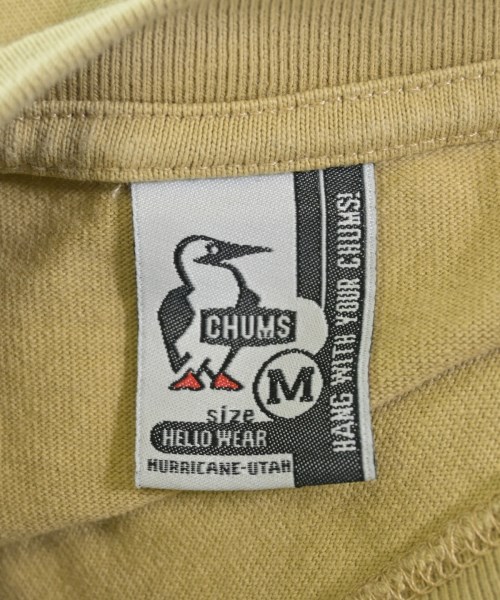 CHUMS
M
size
HELLO WEAR
HURRICANE-UTAH
HANG WITH YOUR CHUMS!